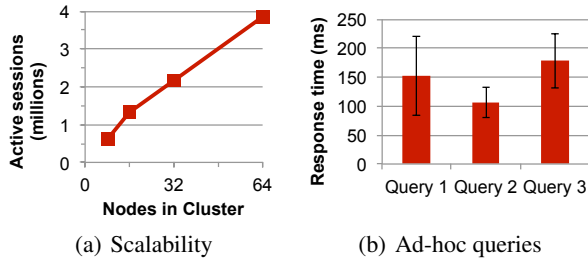 Active sessions
(millions)
4
3
2
1
0
0
32
64
Nodes in Cluster
(a) Scalability
Response time (ms)
250
200
150
100
50
0
Query 1 Query 2 Query 3
(b) Ad-hoc queries